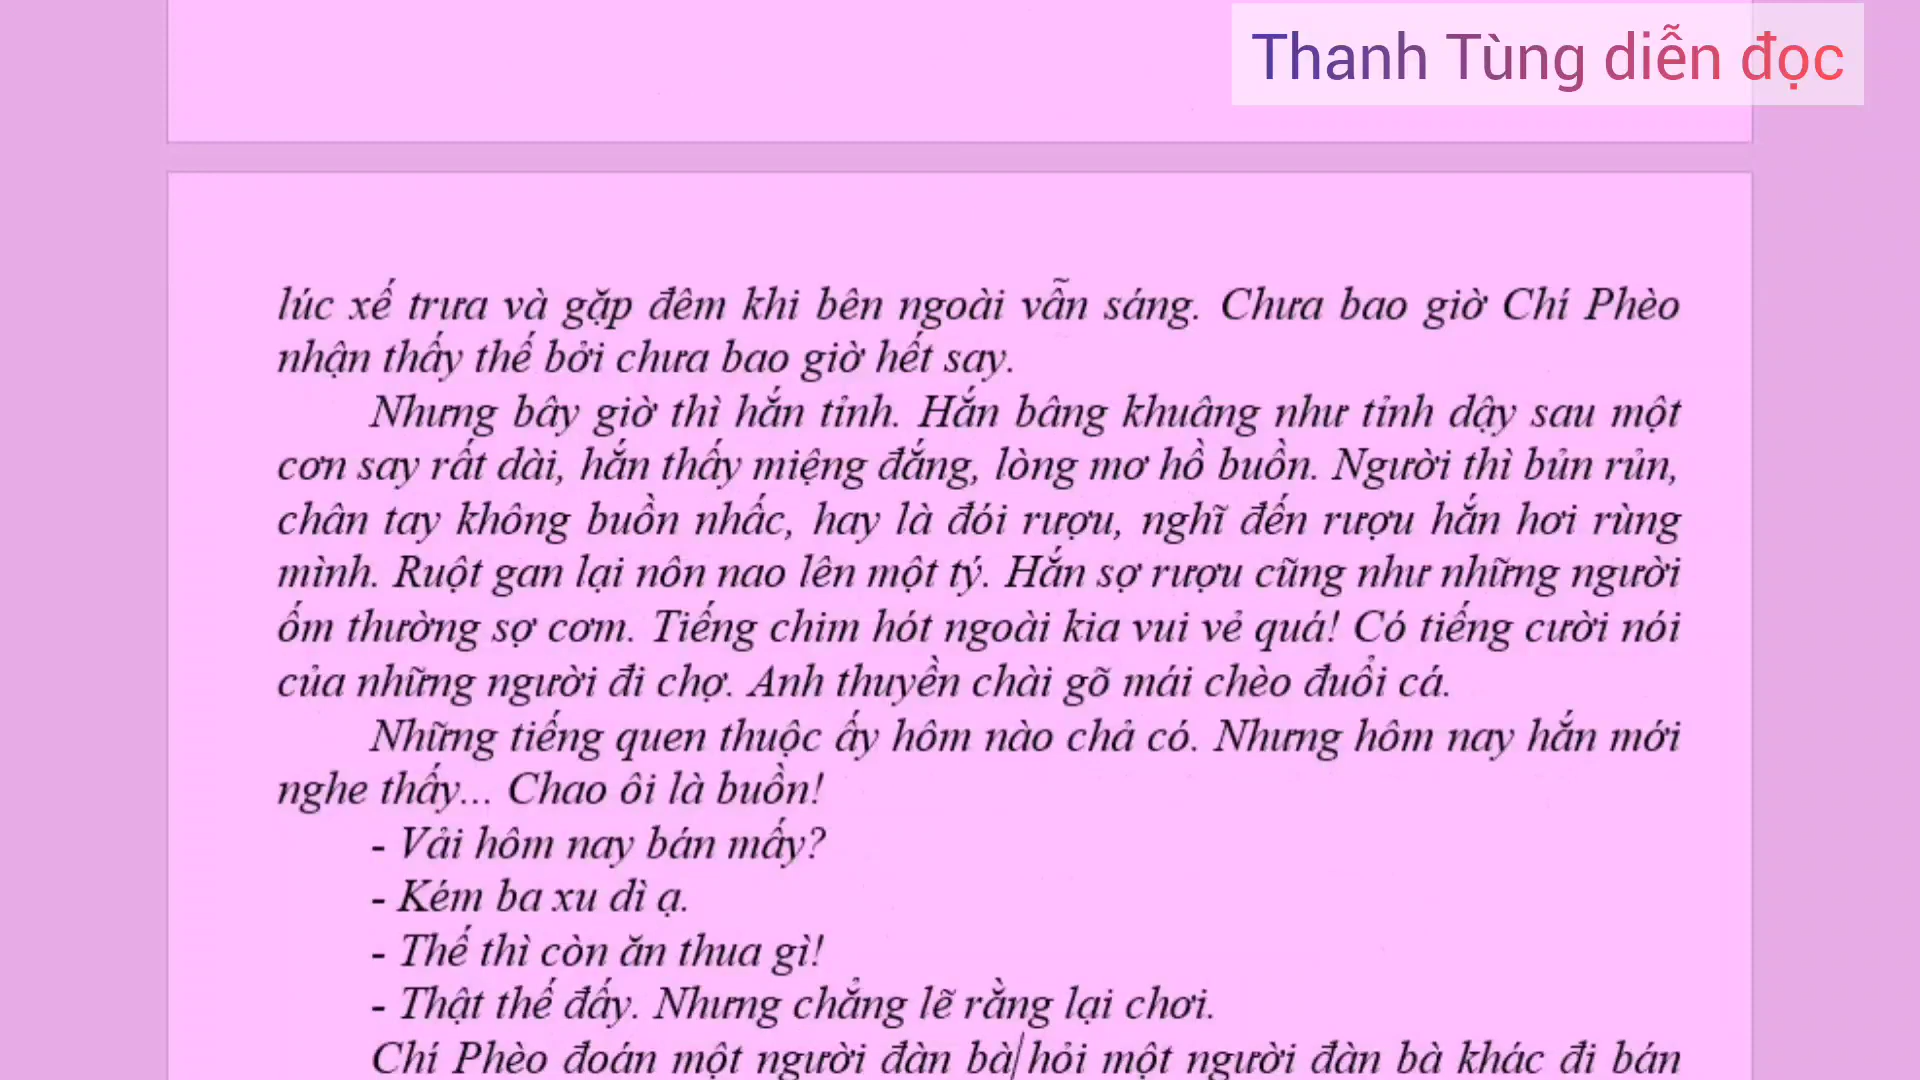 Thanh Tùng diễn đọc
lúc xế trưa và gặp đêm khi bên ngoài vẫn sáng. Chưa bao giờ Chí Phèo
nhận thấy thế bởi chưa bao giờ hết say.
Nhưng bây giờ thì hắn tỉnh. Hắn bâng khuâng như tỉnh dậy sau một
cơn say rất dài, hắn thấy miệng đắng, lòng mơ hồ buồn. Người thì bủn rủn,
chân tay không buồn nhấc, hay là đói rượu, nghĩ đến rượu hắn hơi rùng
mình. Ruột gan lại nôn nao lên một tý. Hắn sợ rượu cũng như những người
ốm thường sợ cơm. Tiếng chim hót ngoài kia vui vẻ quá! Có tiếng cười nói
của những người đi chợ. Anh thuyền chài gõ mái chèo đuổi cá.
Những tiếng quen thuộc ấy hôm nào chả có. Nhưng hôm nay hắn mới
nghe thấy... Chao ôi là buồn!
- Vải hôm nay bán mấy?
- Kém ba xu dì ạ.
- Thế thì còn ăn thua gì!
- Thật thế đấy. Nhưng chẳng lẽ rằng lại chơi.
Chí Phèo đoán một người đàn bà hỏi một người đàn bà khác đi bán